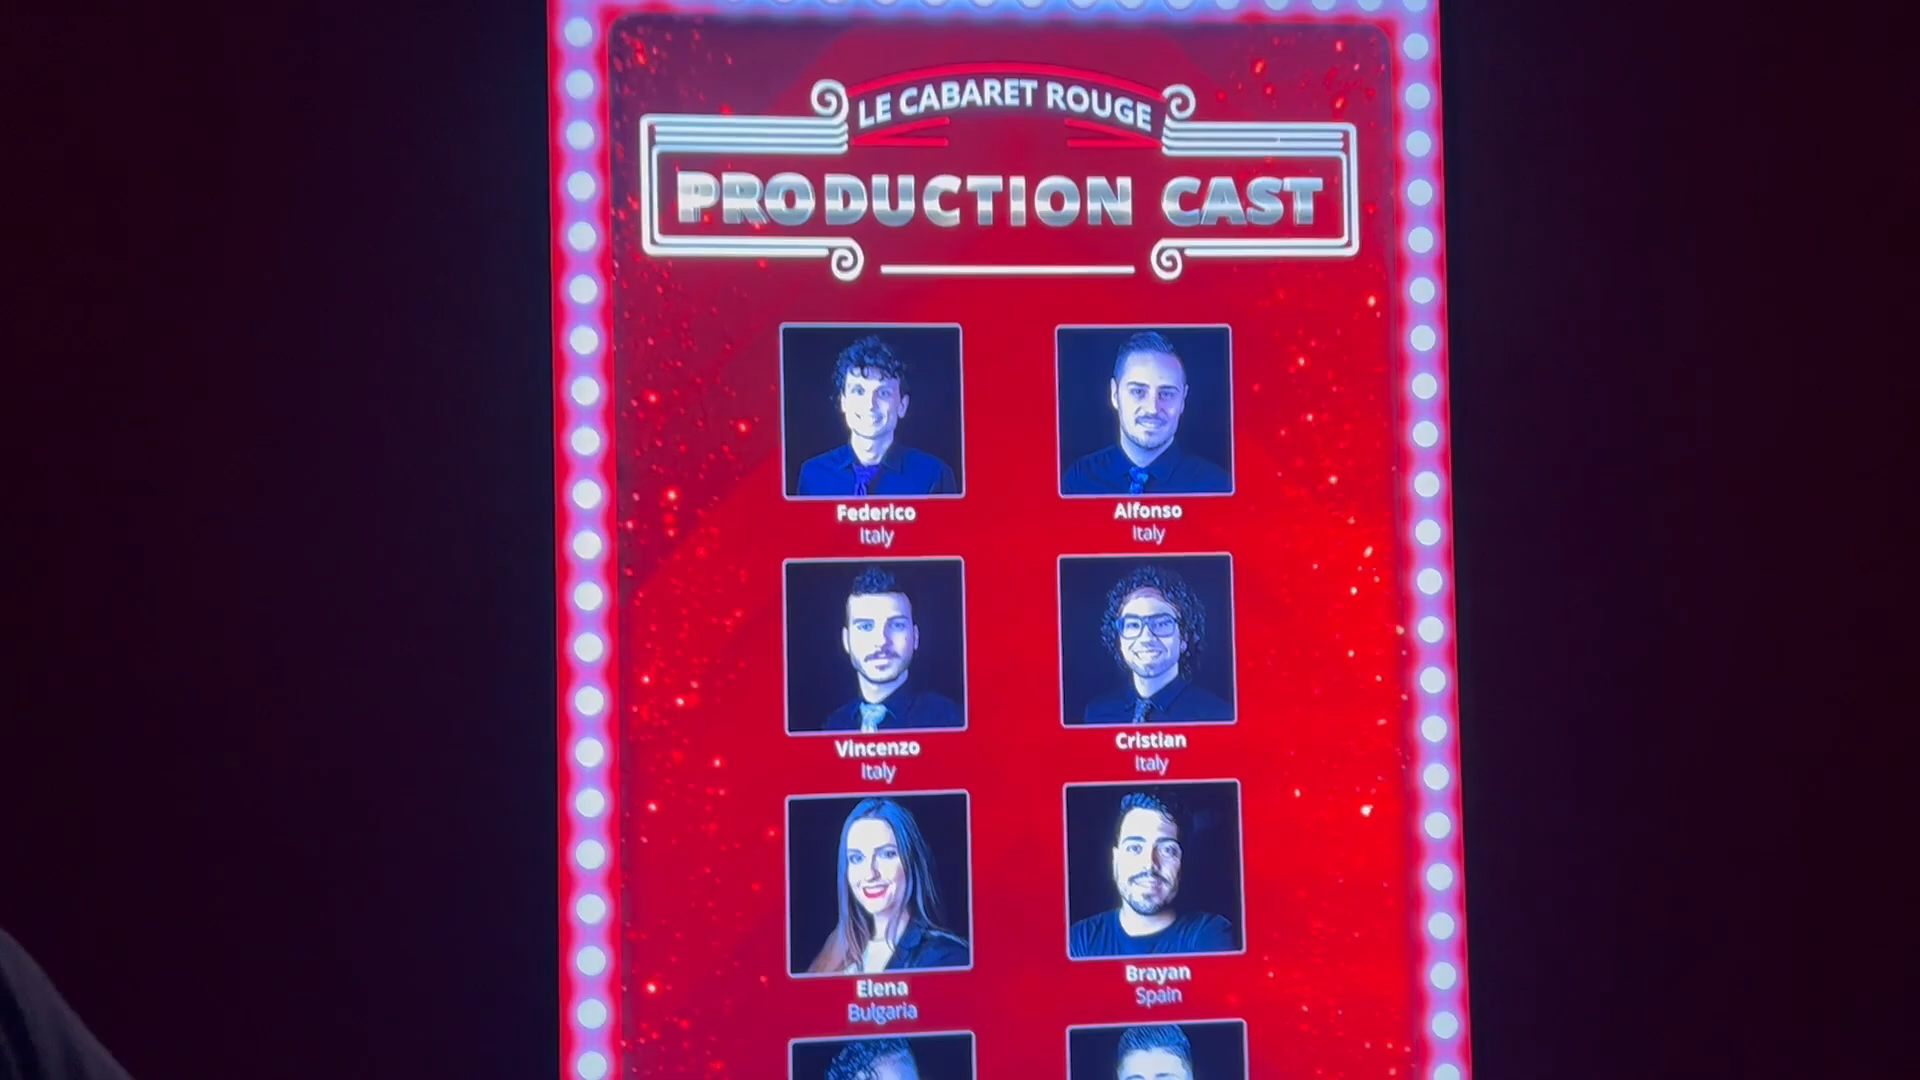 LE CABARET ROUGE
PRODUCTION CAST
Federico
Italy
Alfonso
Italy
Vincenzo
Italy
Cristian
Italy
Elena
Bulgaria
Brayan
Spain